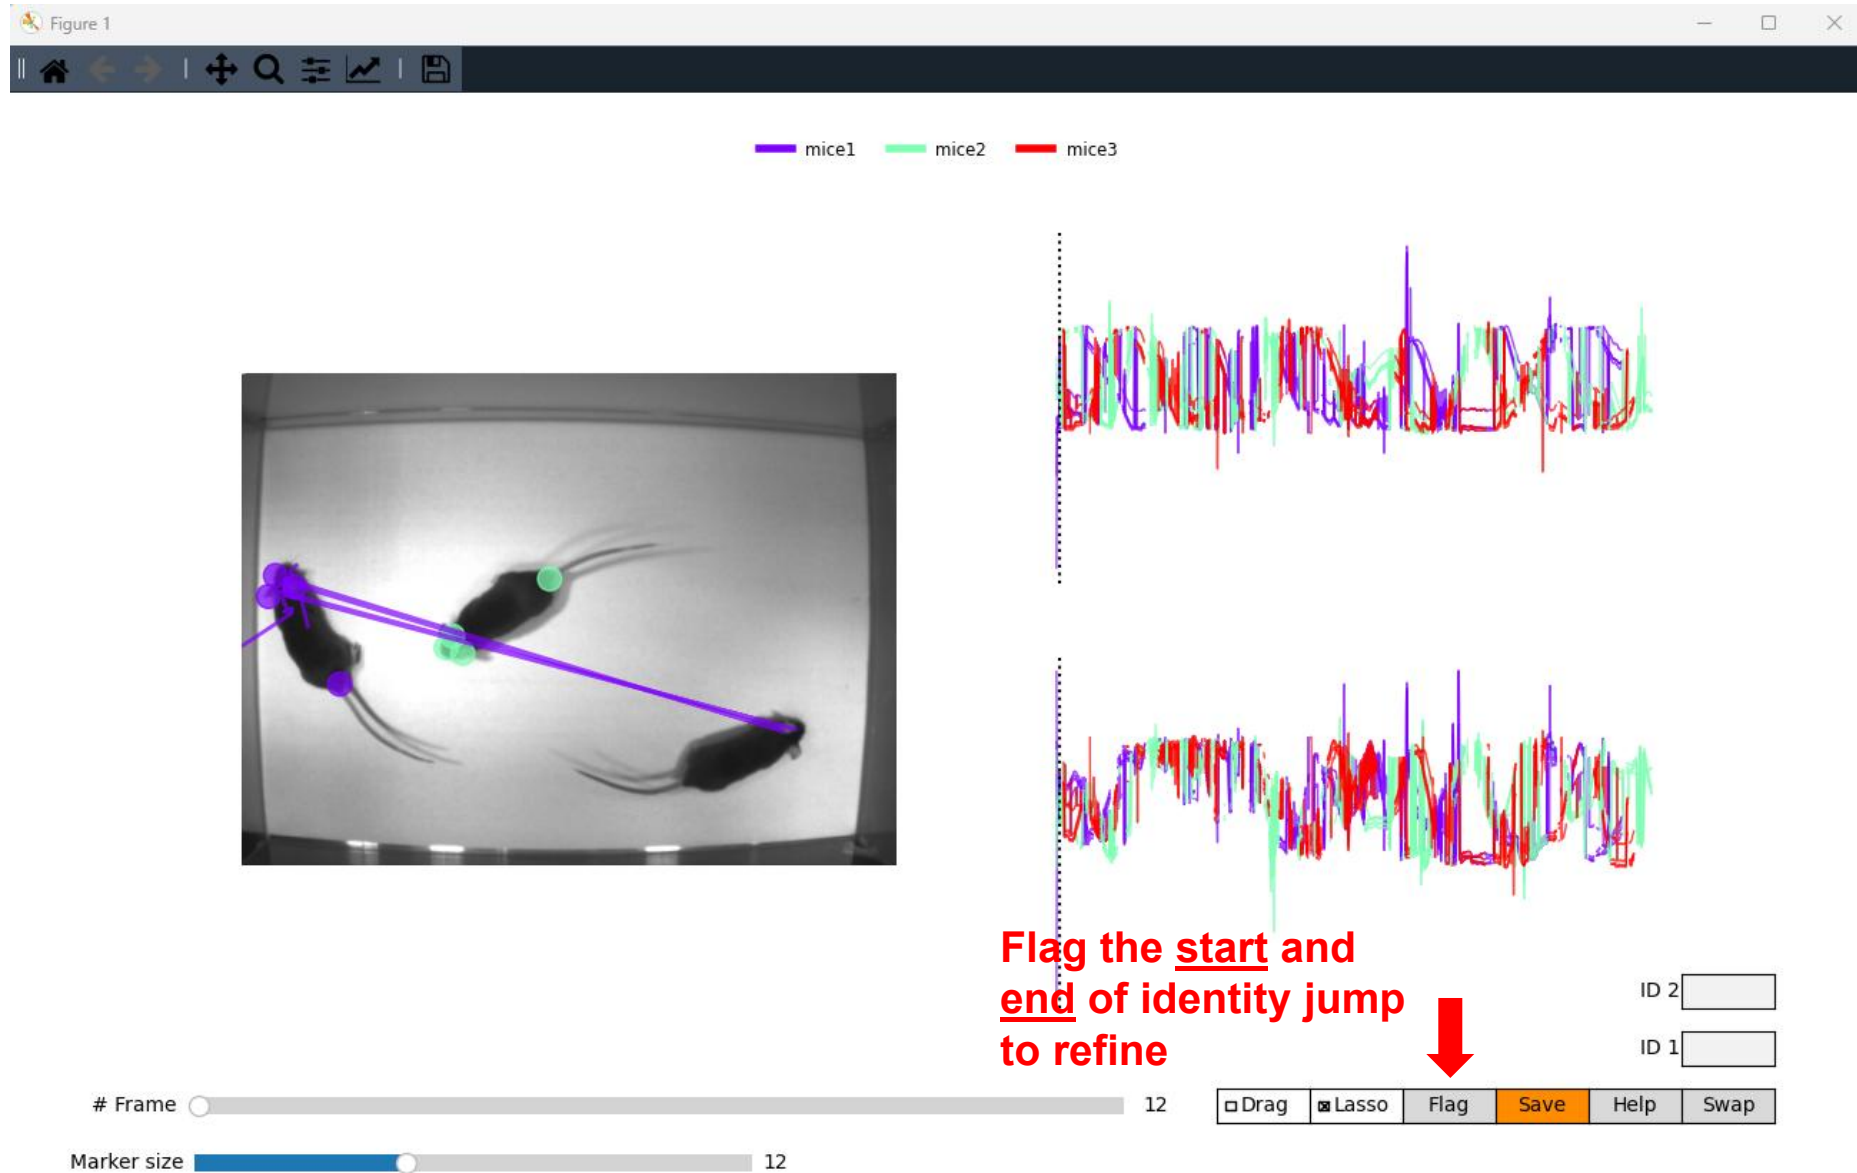 Figure 1
mice1 mice2 mice3
Flag the start and
end of identity jump
to refine
ID 2
ID 1
# Frame 12 Drag Lasso Flag Save Help Swap
Marker size 12